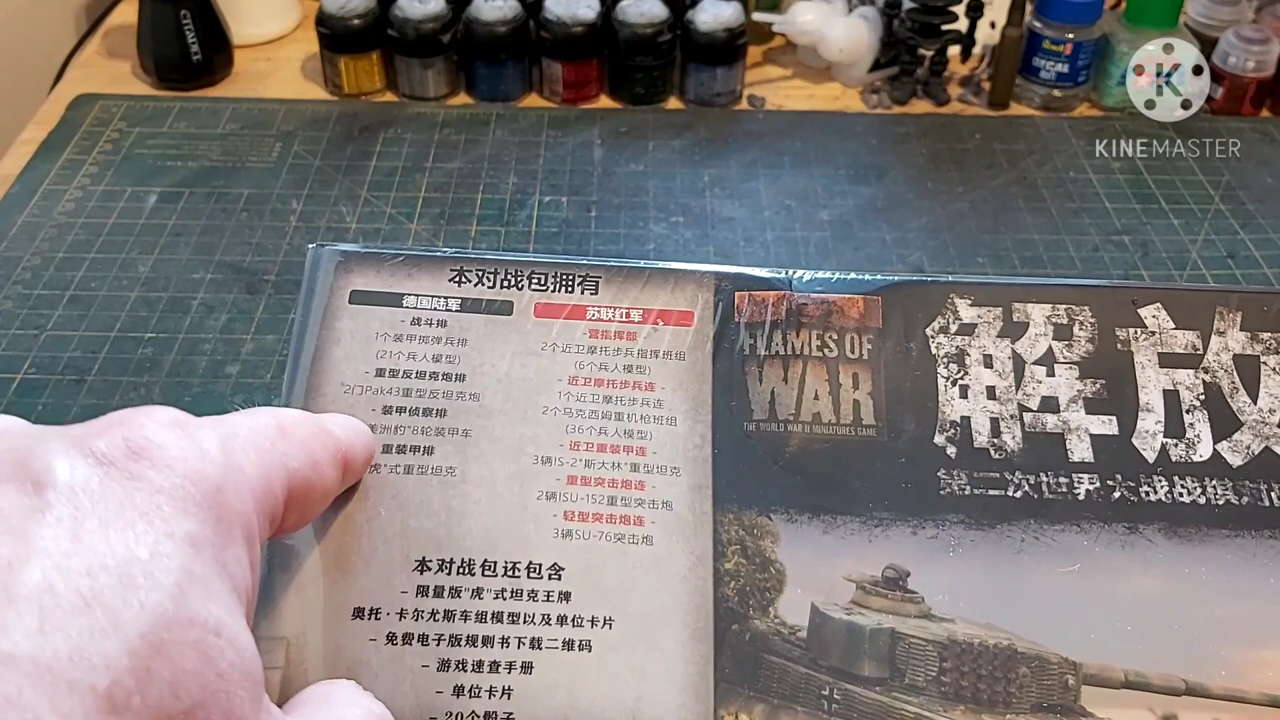 CITADEL
Revell
KINEMASTER
本对战包拥有
德国陆军
- 战斗排
1个装甲掷弹兵排
(21个兵人模型)
- 重型反坦克炮排
2门Pak43重型反坦克炮
- 装甲侦察排
美洲豹"8轮装甲车
重装甲排
虎"式重型坦克
苏联红军
-营指挥部 -
2个近卫摩托步兵指挥班组
(6个兵人模型)
- 近卫摩托步兵连 -
1个近卫摩托步兵连
2个马克西姆重机枪班组
(36个兵人模型)
- 近卫重装甲连 -
3辆IS-2"斯大林"重型坦克
- 重型突击炮连 -
2辆ISU-152重型突击炮
- 轻型突击炮连 -
3辆SU-76突击炮
本对战包还包含
- 限量版"虎"式坦克王牌
奥托·卡尔尤斯车组模型以及单位卡片
- 免费电子版规则书下载二维码
- 游戏速查手册
- 单位卡片
- 20个骰子
FLAMES OF
WAR
THE WORLD WAR II MINIATURES GAME
解放
第二次世界大战战棋对